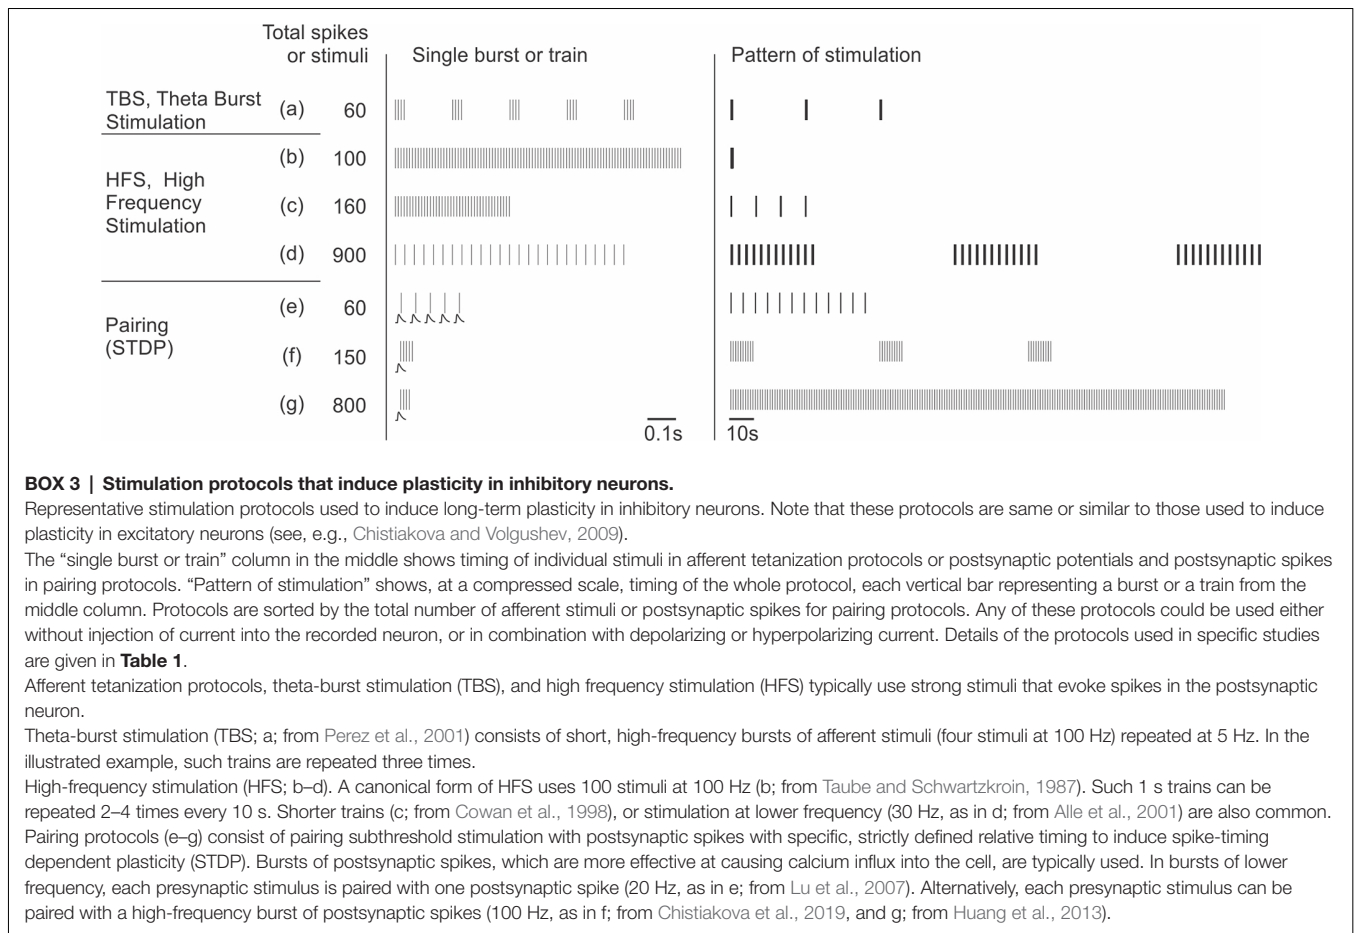 Total spikes
or stimuli
Single burst or train
Pattern of stimulation
TBS, Theta Burst
Stimulation
(a)
60
HFS, High
Frequency
Stimulation
(b)
100
(c)
160
(d)
900
Pairing
(STDP)
(e)
60
(f)
150
(g)
800
0.1s
10s
BOX 3 | Stimulation protocols that induce plasticity in inhibitory neurons.
Representative stimulation protocols used to induce long-term plasticity in inhibitory neurons. Note that these protocols are same or similar to those used to induce
plasticity in excitatory neurons (see, e.g., Chistiakova and Volgushev, 2009).
The “single burst or train” column in the middle shows timing of individual stimuli in afferent tetanization protocols or postsynaptic potentials and postsynaptic spikes
in pairing protocols. “Pattern of stimulation” shows, at a compressed scale, timing of the whole protocol, each vertical bar representing a burst or a train from the
middle column. Protocols are sorted by the total number of afferent stimuli or postsynaptic spikes for pairing protocols. Any of these protocols could be used either
without injection of current into the recorded neuron, or in combination with depolarizing or hyperpolarizing current. Details of the protocols used in specific studies
are given in Table 1.
Afferent tetanization protocols, theta-burst stimulation (TBS), and high frequency stimulation (HFS) typically use strong stimuli that evoke spikes in the postsynaptic
neuron.
Theta-burst stimulation (TBS; a; from Perez et al., 2001) consists of short, high-frequency bursts of afferent stimuli (four stimuli at 100 Hz) repeated at 5 Hz. In the
illustrated example, such trains are repeated three times.
High-frequency stimulation (HFS; b–d). A canonical form of HFS uses 100 stimuli at 100 Hz (b; from Taube and Schwartzkroin, 1987). Such 1 s trains can be
repeated 2–4 times every 10 s. Shorter trains (c; from Cowan et al., 1998), or stimulation at lower frequency (30 Hz, as in d; from Alle et al., 2001) are also common.
Pairing protocols (e–g) consist of pairing subthreshold stimulation with postsynaptic spikes with specific, strictly defined relative timing to induce spike-timing
dependent plasticity (STDP). Bursts of postsynaptic spikes, which are more effective at causing calcium influx into the cell, are typically used. In bursts of lower
frequency, each presynaptic stimulus is paired with one postsynaptic spike (20 Hz, as in e; from Lu et al., 2007). Alternatively, each presynaptic stimulus can be
paired with a high-frequency burst of postsynaptic spikes (100 Hz, as in f; from Chistiakova et al., 2019, and g; from Huang et al., 2013).